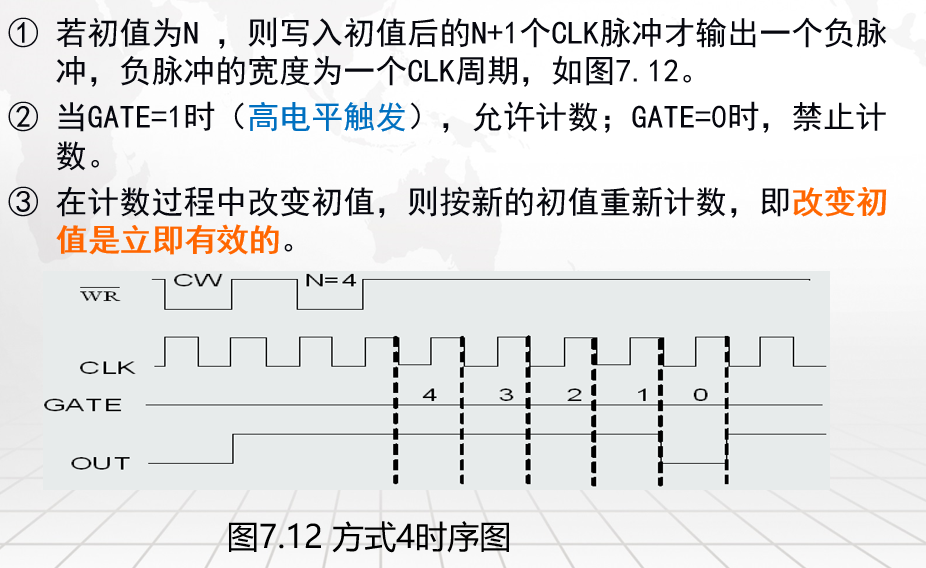 ① 若初值为N ，则写入初值后的N+1个CLK脉冲才输出一个负脉
冲，负脉冲的宽度为一个CLK周期，如图7.12。
② 当GATE=1时（高电平触发），允许计数；GATE=0时，禁止计
数。
③ 在计数过程中改变初值，则按新的初值重新计数，即改变初
值是立即有效的。
WR CW N=4
CLK
GATE 4 3 2 1 0
OUT
图7.12 方式4时序图